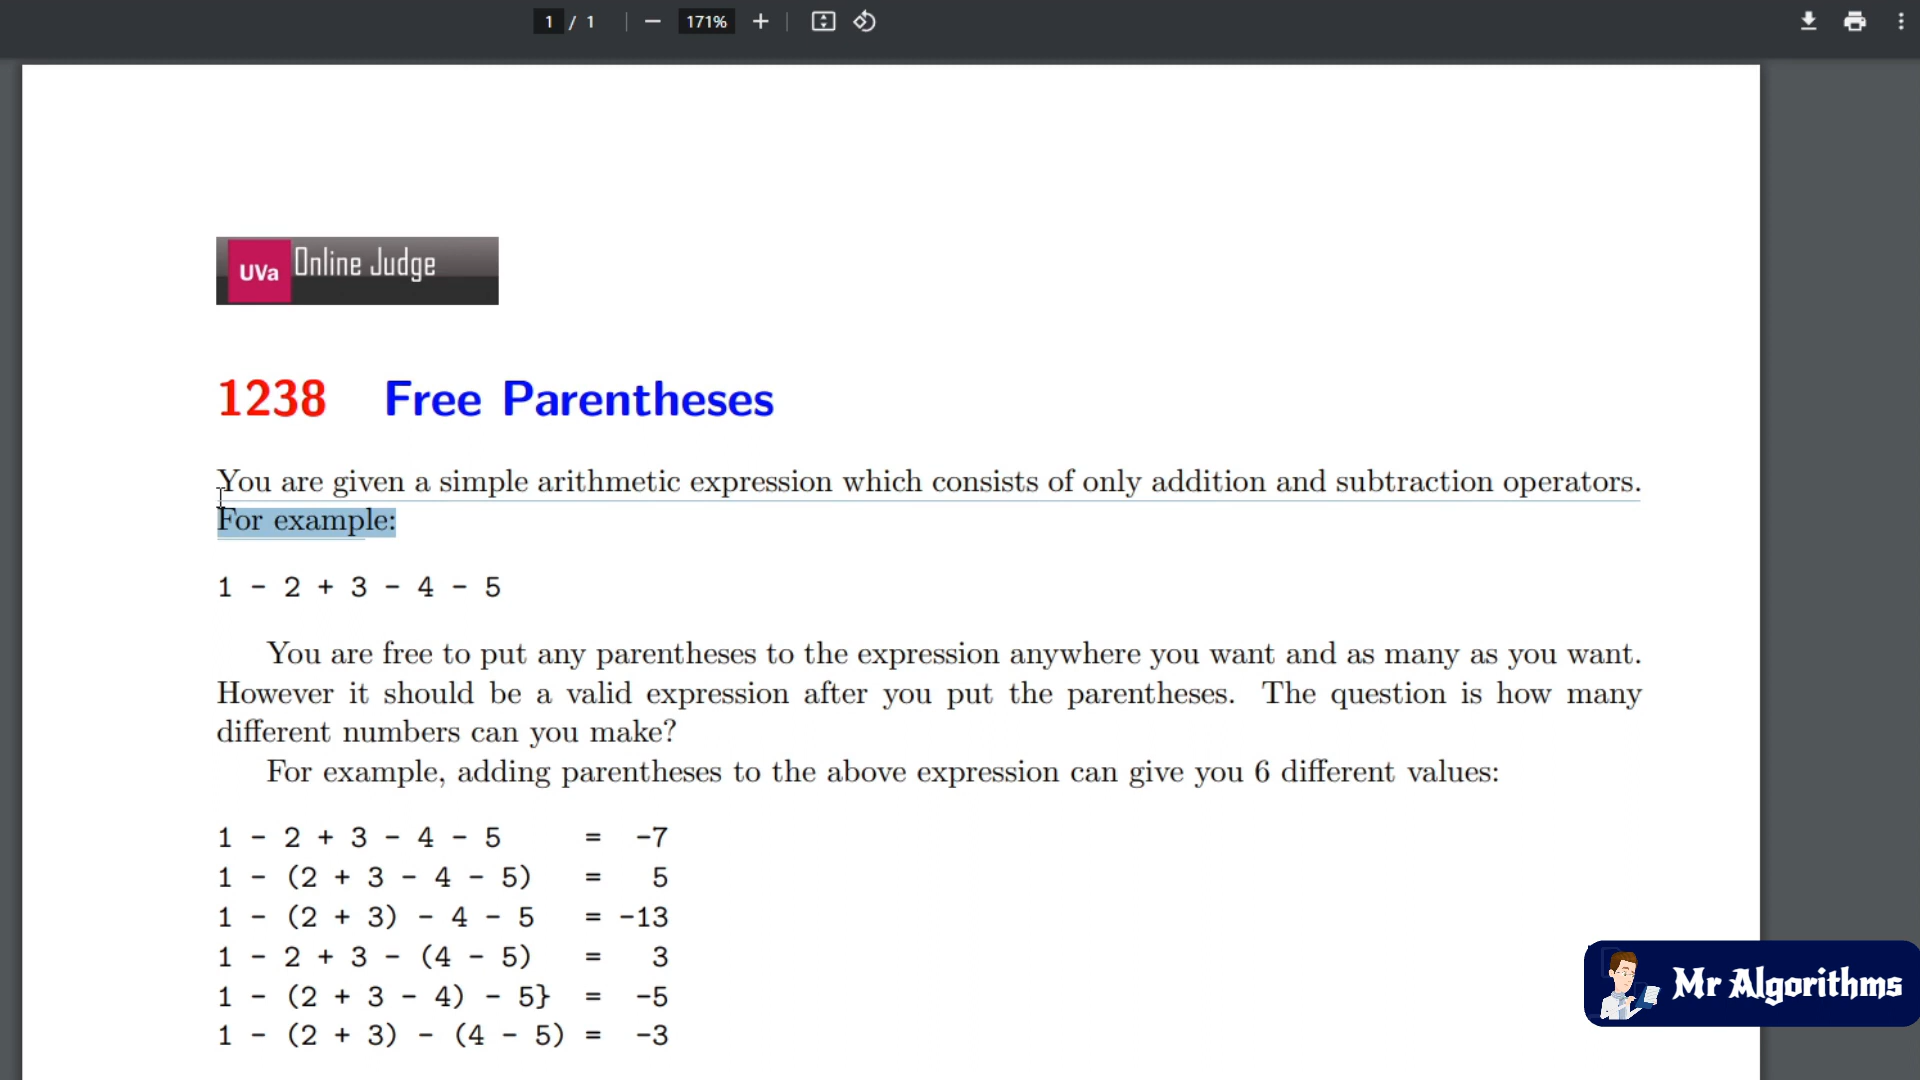 1 / 1
171%
UVa Online Judge
1238 Free Parentheses
You are given a simple arithmetic expression which consists of only addition and subtraction operators.
For example:
1 - 2 + 3 - 4 - 5
You are free to put any parentheses to the expression anywhere you want and as many as you want.
However it should be a valid expression after you put the parentheses. The question is how many
different numbers can you make?
For example, adding parentheses to the above expression can give you 6 different values:
1 - 2 + 3 - 4 - 5 = -7
1 - (2 + 3 - 4 - 5) = 5
1 - (2 + 3) - 4 - 5 = -13
1 - 2 + 3 - (4 - 5) = 3
1 - (2 + 3 - 4) - 5} = -5
1 - (2 + 3) - (4 - 5) = -3
Mr Algorithms